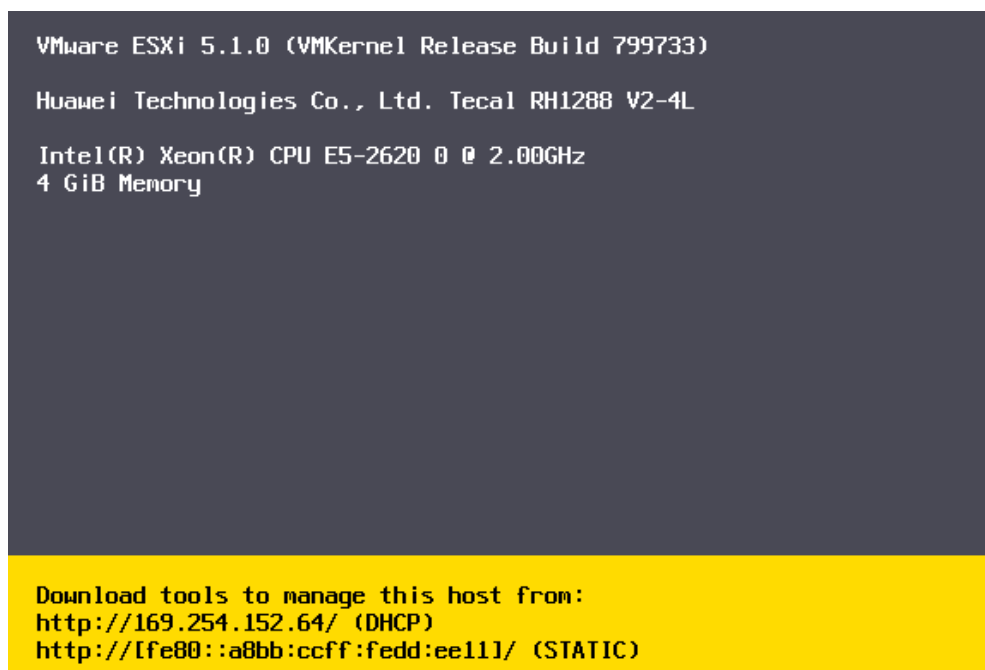 VMware ESXi 5.1.0 (VMKernel Release Build 799733)
Huawei Technologies Co., Ltd. Tecal RH1288 V2-4L
Intel(R) Xeon(R) CPU E5-2620 0 @ 2.00GHz
4 GiB Memory
Download tools to manage this host from:
http://169.254.152.64/ (DHCP)
http://[fe80::a8bb:ccff:fedd:ee11]/ (STATIC)